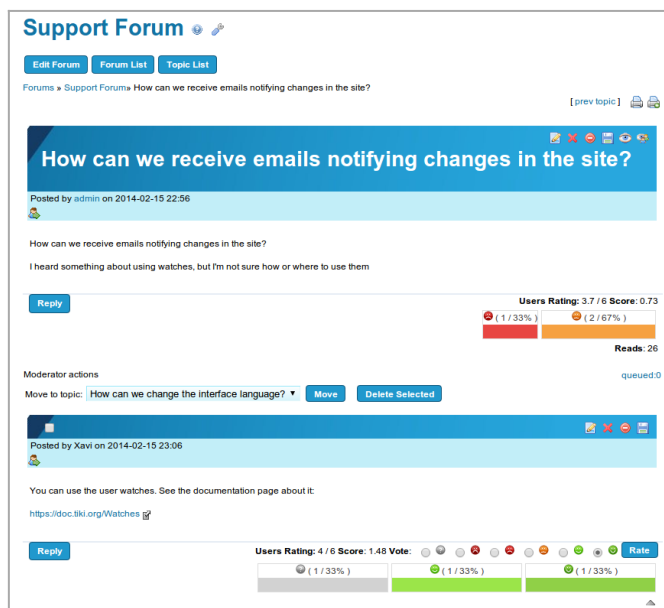 Support Forum
Edit Forum Forum List Topic List
Forums » Support Forum» How can we receive emails notifying changes in the site?
[ prev topic ]
How can we receive emails notifying changes in the site?
Posted by admin on 2014-02-15 22:56
How can we receive emails notifying changes in the site?
I heard something about using watches, but I'm not sure how or where to use them
Reply Users Rating: 3.7 / 6 Score: 0.73
( 1 / 33% ) ( 2 / 67% )
Reads: 26
Moderator actions queued:0
Move to topic: How can we change the interface language? Move Delete Selected
Posted by Xavi on 2014-02-15 23:06
You can use the user watches. See the documentation page about it:
https://doc.tiki.org/Watches
Reply Users Rating: 4 / 6 Score: 1.48 Vote: Rate
( 1 / 33% ) ( 1 / 33% ) ( 1 / 33% )